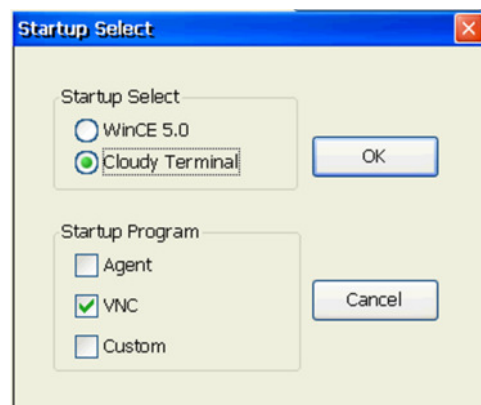 Startup Select
Startup Select
WinCE 5.0
Cloudy Terminal
OK
Startup Program
Agent
VNC
Cancel
Custom